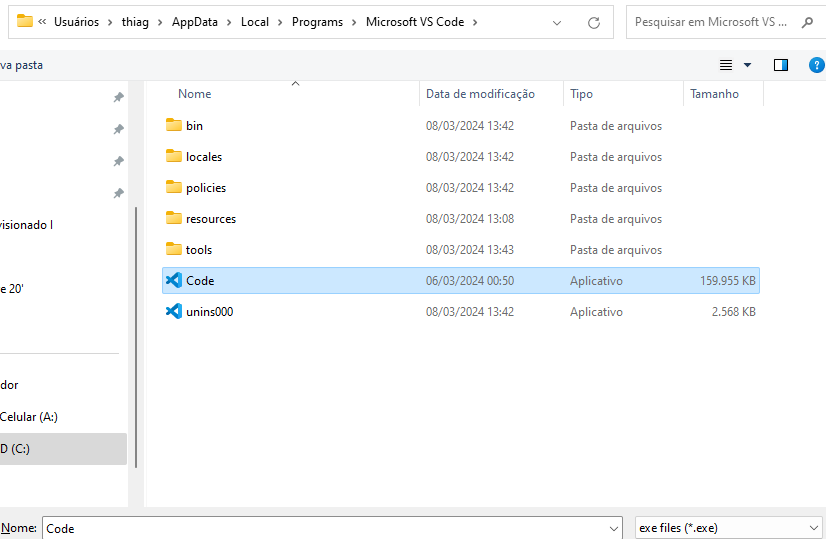 « Usuários > thiag > AppData > Local > Programs > Microsoft VS Code >
Pesquisar em Microsoft VS ...
va pasta
?
Nome Data de modificação Tipo Tamanho
bin 08/03/2024 13:42 Pasta de arquivos
locales 08/03/2024 13:42 Pasta de arquivos
policies 08/03/2024 13:42 Pasta de arquivos
resources 08/03/2024 13:08 Pasta de arquivos
visionado I
tools 08/03/2024 13:43 Pasta de arquivos
Code 06/03/2024 00:50 Aplicativo 159.955 KB
e 20'
unins000 08/03/2024 13:42 Aplicativo 2.568 KB
dor
Celular (A:)
D (C:)
Nome: Code exe files (*.exe)